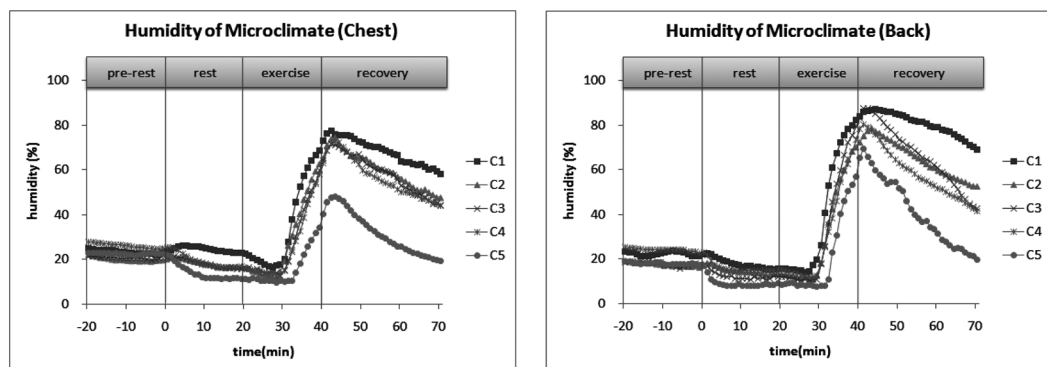 Humidity of Microclimate (Chest)
pre-rest rest exercise recovery
100
80
60
40
20
0
humidity (%)
-20 -10 0 10 20 30 40 50 60 70
time(min)
C1
C2
C3
C4
C5
Humidity of Microclimate (Back)
pre-rest rest exercise recovery
100
80
60
40
20
0
humidity (%)
-20 -10 0 10 20 30 40 50 60 70
time(min)
C1
C2
C3
C4
C5